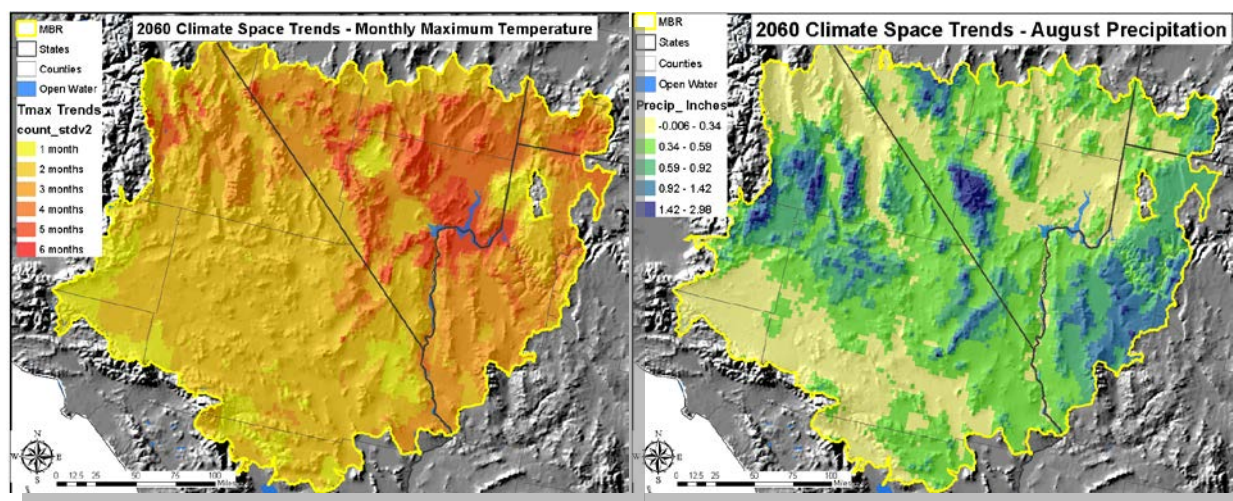 2060 Climate Space Trends - Monthly Maximum Temperature
MBR
States
Counties
Open Water
Tmax Trends
count_stdv2
1 month
2 months
3 months
4 months
5 months
6 months
N
W E
S
0 12.5 25 50 75 100
Miles
2060 Climate Space Trends - August Precipitation
MBR
States
Counties
Open Water
Precip_ Inches
-0.006 - 0.34
0.34 - 0.59
0.59 - 0.92
0.92 - 1.42
1.42 - 2.98
N
W E
S
0 12.5 25 50 75 100
Miles